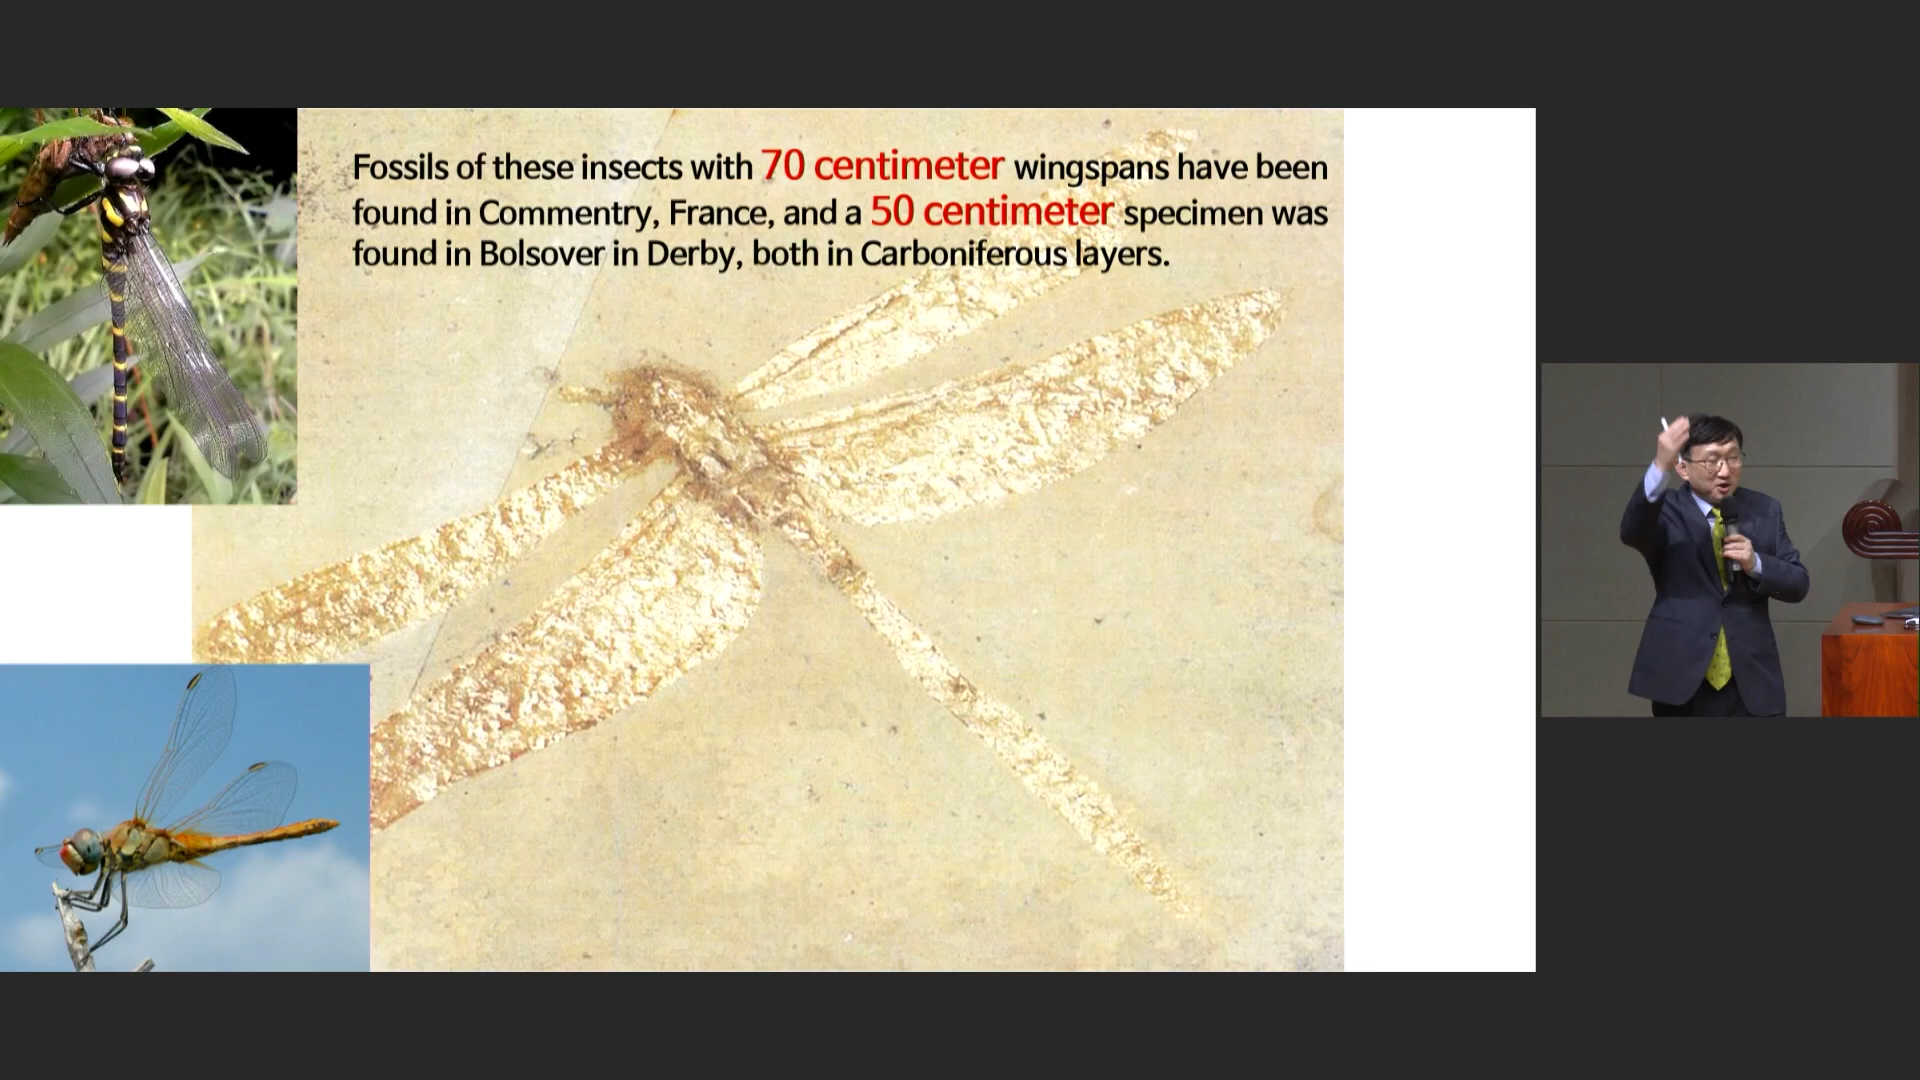 Fossils of these insects with 70 centimeter wingspans have been
found in Commentry, France, and a 50 centimeter specimen was
found in Bolsover in Derby, both in Carboniferous layers.